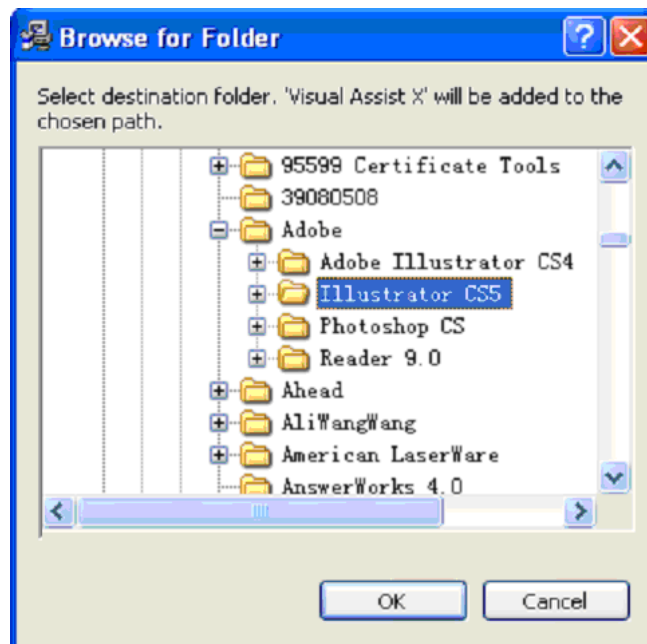 Browse for Folder
Select destination folder. 'Visual Assist X' will be added to the
chosen path.
95599 Certificate Tools
39080508
Adobe
Adobe Illustrator CS4
Illustrator CS5
Photoshop CS
Reader 9.0
Ahead
AliWangWang
American LaserWare
AnswerWorks 4.0
OK Cancel